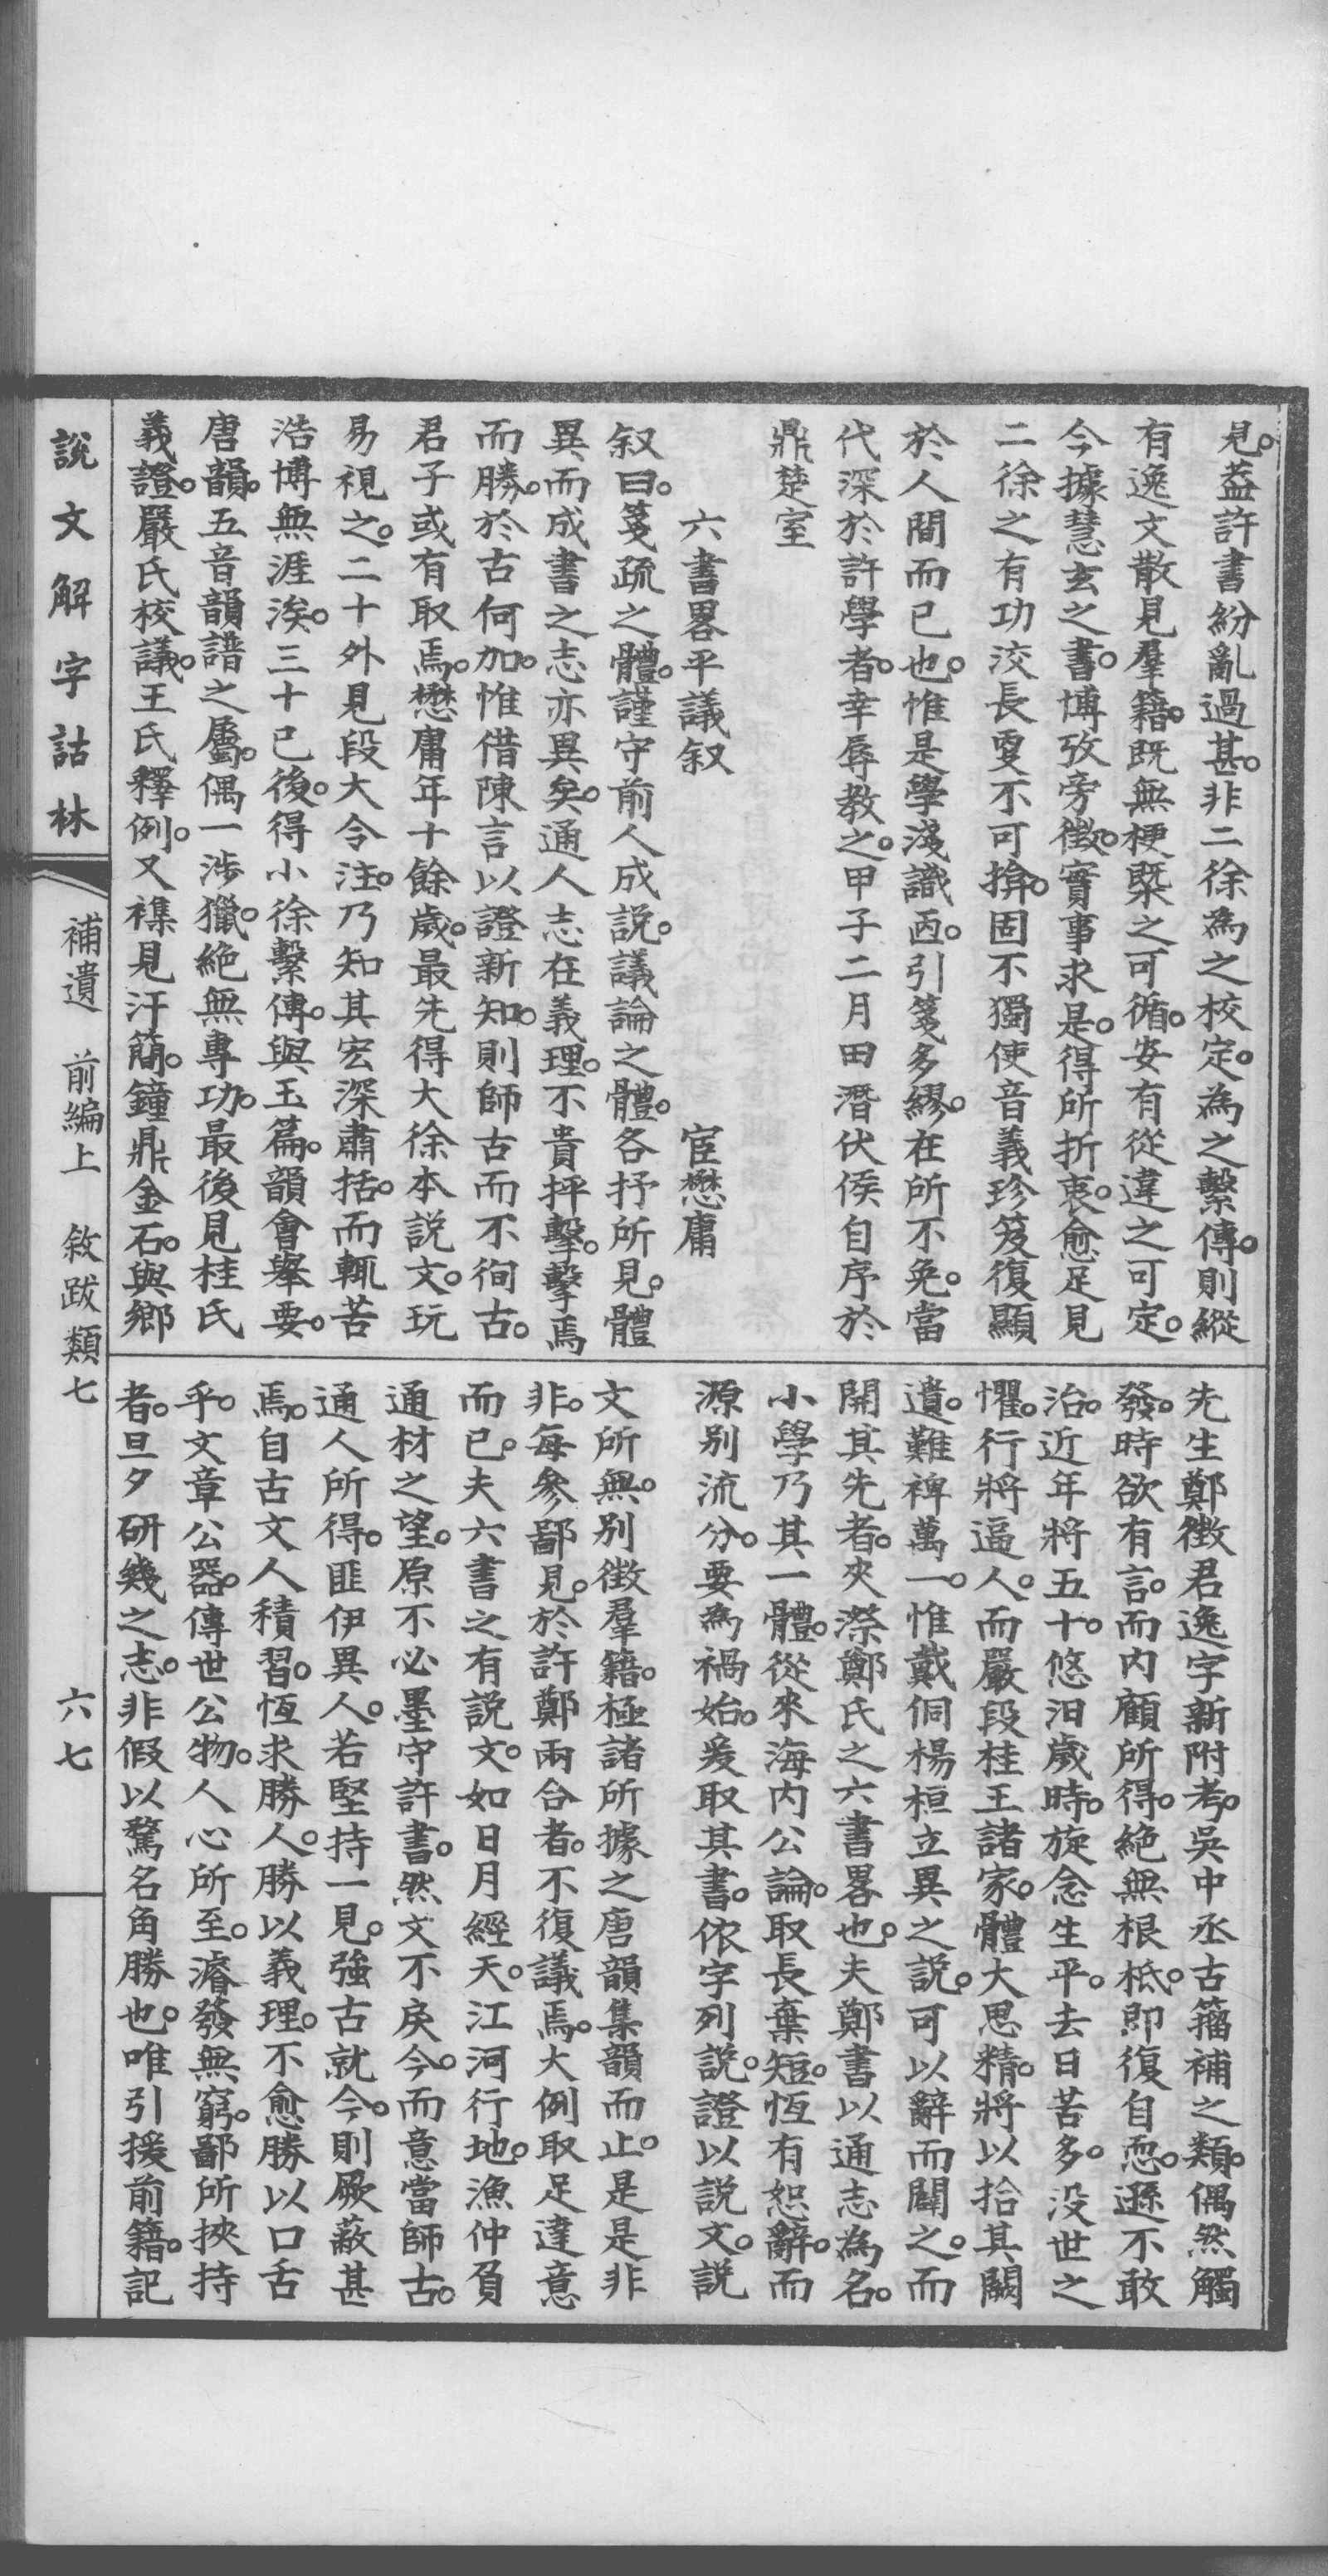 見。葢許書紛亂過甚。非二徐為之校定。為之繫傳。則縱
有逸文散見羣籍。既無梗槩之可循。安有從違之可定。
今據慧玄之書。博攷旁徵。實事求是。得所折衷。愈足見
二徐之有功洨長㪅不可揜。固不獨使音義珍笈復顯
於人間而已也。惟是學淺識迺。引箋多繆。在所不免。當
代深於許學者。幸辱教之。甲子二月田潛伏侯自序於
鼎楚室
六書畧平議叙　宦懋庸
叙曰。箋疏之體。謹守前人成説。議論之體。各抒所見。體
異而成書之志亦異矣。通人志在義理。不貴抨擊。擊焉
而勝。於古何加。惟借陳言以證新知。則師古而不徇古。
君子或有取焉。懋庸年十餘歲。最先得大徐本説文。玩
易視之。二十外見段大令注。乃知其宏深肅括。而輒苦
浩博無涯涘。三十已後。得小徐繫傳。與玉篇。韻會舉要。
唐韻。五音韻譜之屬。偶一涉獵。絶無專功。最後見桂氏
義證。嚴氏校議。王氏釋例。又襍見汗簡。鐘鼎金石。與鄉
先生鄭徵君逸字新附考。吳中丞古籀補之類。偶然觸
發。時欲有言。而内顧所得。絶無根柢。即復自恧。遜不敢
治。近年將五十。悠汨歲時。旋念生平。去日苦多。没世之
懼。行將逼人。而嚴段桂王諸家。體大思精。將以拾其闕
遺。難裨萬一。惟戴侗楊桓立異之説。可以辭而闢之。而
開其先者。夾漈鄭氏之六書畧也。夫鄭書以通志為名。
小學乃其一體。從來海内公論。取長棄短。恆有恕辭。而
源别流分。要為禍始。爰取其書。依字列説。證以説文。説
文所無。别徵羣籍。極諸所據之唐韻集韻而止。是是非
非。每參鄙見。於許鄭兩合者。不復議焉。大例取足達意
而已。夫六書之有説文。如日月經天。江河行地。漁仲負
通材之望。原不必墨守許書。然文不戾今。而意當師古。
通人所得。匪伊異人。若堅持一見。強古就今。則厥蔽甚
焉。自古文人積習。恆求勝人。勝以義理。不愈勝以口舌
乎。文章公器。傳世公物。人心所至。濬發無窮。鄙所挾持
者。旦夕研幾之志。非假以騖名角勝也。唯引援前籍。記
説文解字詁林　補遺　前編上　敘跋類七　六七